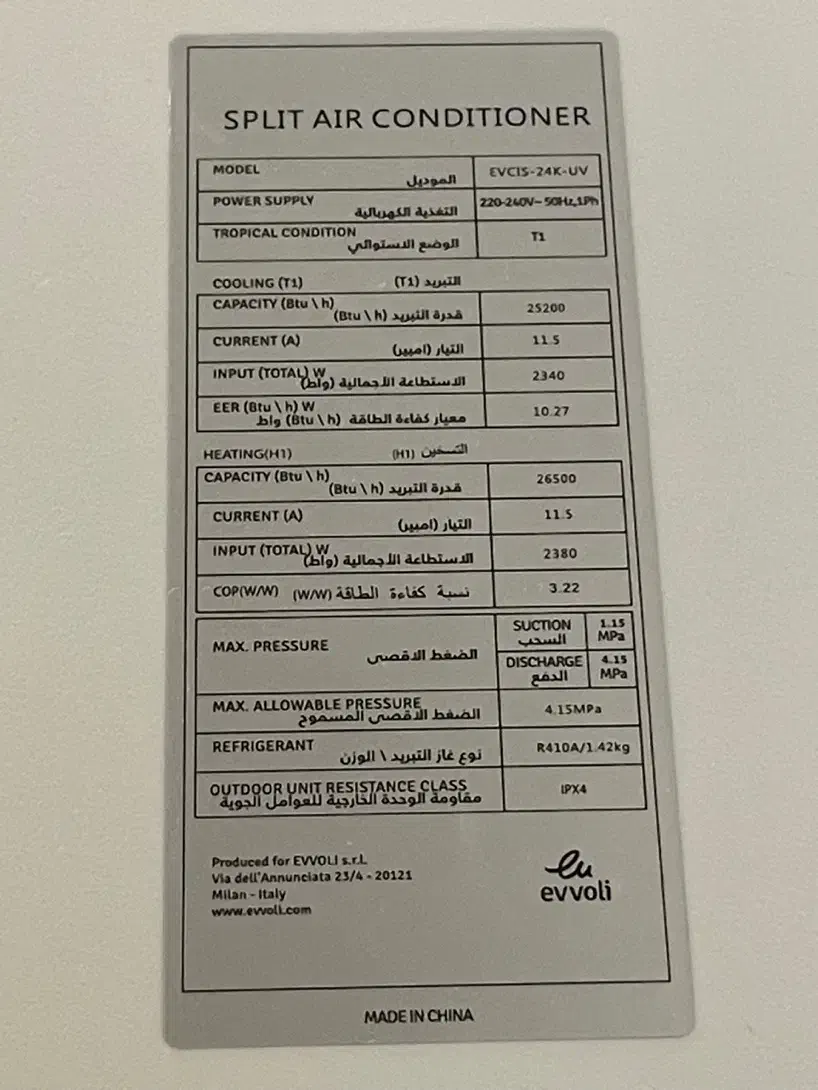 SPLIT AIR CONDITIONER
MODEL الموديل EVCIS-24K-UV
POWER SUPPLY التغذية الكهربائية 220-240V~ 50Hz,1Ph
TROPICAL CONDITION الوضع الاستوائي T1
COOLING (T1) التبريد (T1)
CAPACITY (Btu \ h) قدرة التبريد (Btu \ h) 25200
CURRENT (A) التيار (امبير) 11.5
INPUT (TOTAL) W الاستطاعة الأجمالية (واط) 2340
EER (Btu \ h) W معيار كفاءة الطاقة (Btu \ h) واط 10.27
HEATING(H1) التسخين (H1)
CAPACITY (Btu \ h) قدرة التبريد (Btu \ h) 26500
CURRENT (A) التيار (امبير) 11.5
INPUT (TOTAL) W الاستطاعة الأجمالية (واط) 2380
COP(W/W) نسبة كفاءة الطاقة (W/W) 3.22
MAX. PRESSURE الضغط الاقصى
SUCTION السحب 1.15 MPa
DISCHARGE الدفع 4.15 MPa
MAX. ALLOWABLE PRESSURE الضغط الاقصى المسموح 4.15MPa
REFRIGERANT نوع غاز التبريد \ الوزن R410A/1.42kg
OUTDOOR UNIT RESISTANCE CLASS مقاومة الوحدة الخارجية للعوامل الجوية IPX4
Produced for EVVOLI s.r.l.
Via dell'Annunciata 23/4 - 20121
Milan - Italy
www.evvoli.com
eu
evvoli
MADE IN CHINA